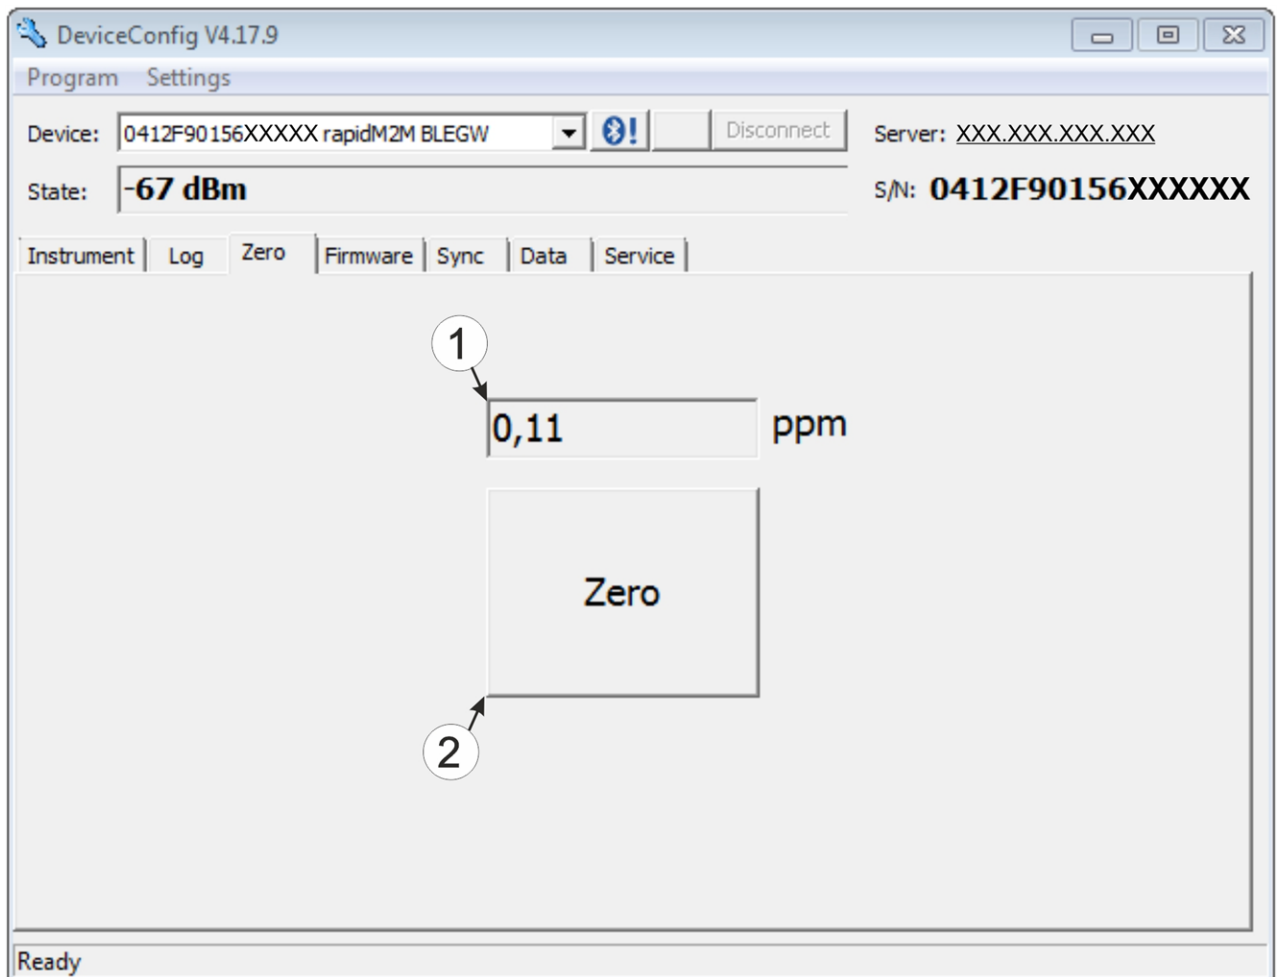 DeviceConfig V4.17.9
Program Settings
Device: 0412F90156XXXXX rapidM2M BLEGW ! Disconnect Server: XXX.XXX.XXX.XXX
State: -67 dBm S/N: 0412F90156XXXXXX
Instrument Log Zero Firmware Sync Data Service
1
0,11 ppm
Zero
2
Ready